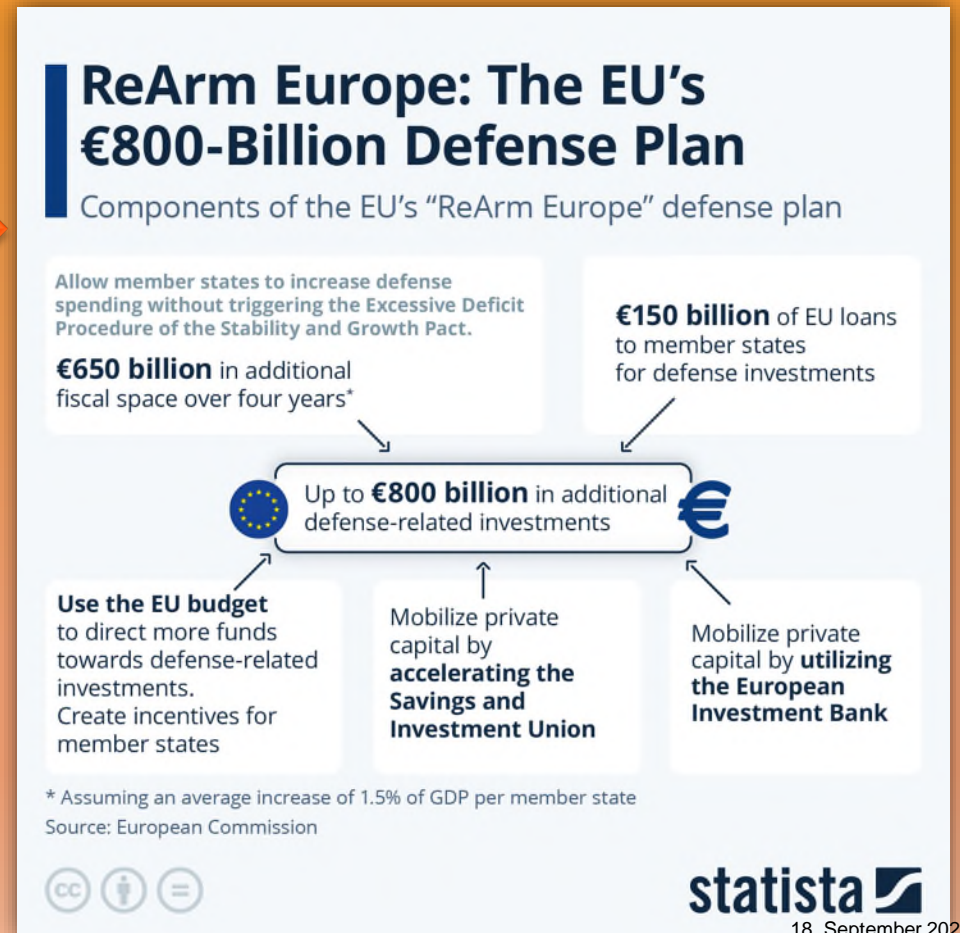 ReArm Europe: The EU's
€800-Billion Defense Plan
Components of the EU's “ReArm Europe” defense plan
Allow member states to increase defense
spending without triggering the Excessive Deficit
Procedure of the Stability and Growth Pact.
€650 billion in additional
fiscal space over four years*
€150 billion of EU loans
to member states
for defense investments
Up to €800 billion in additional
defense-related investments
€
Use the EU budget
to direct more funds
towards defense-related
investments.
Create incentives for
member states
Mobilize private
capital by
accelerating the
Savings and
Investment Union
Mobilize private
capital by utilizing
the European
Investment Bank
* Assuming an average increase of 1.5% of GDP per member state
Source: European Commission
cc
=
statista
18. September 202